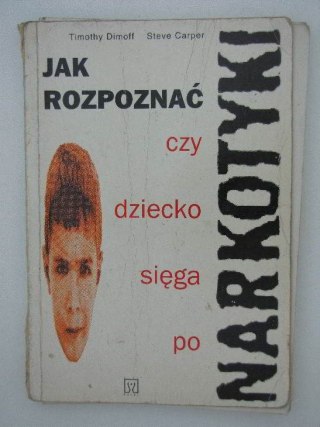 Timothy Dimoff Steve Carper
JAK
ROZPOZNAĆ
czy
dziecko
sięga
po
NARKOTYKI